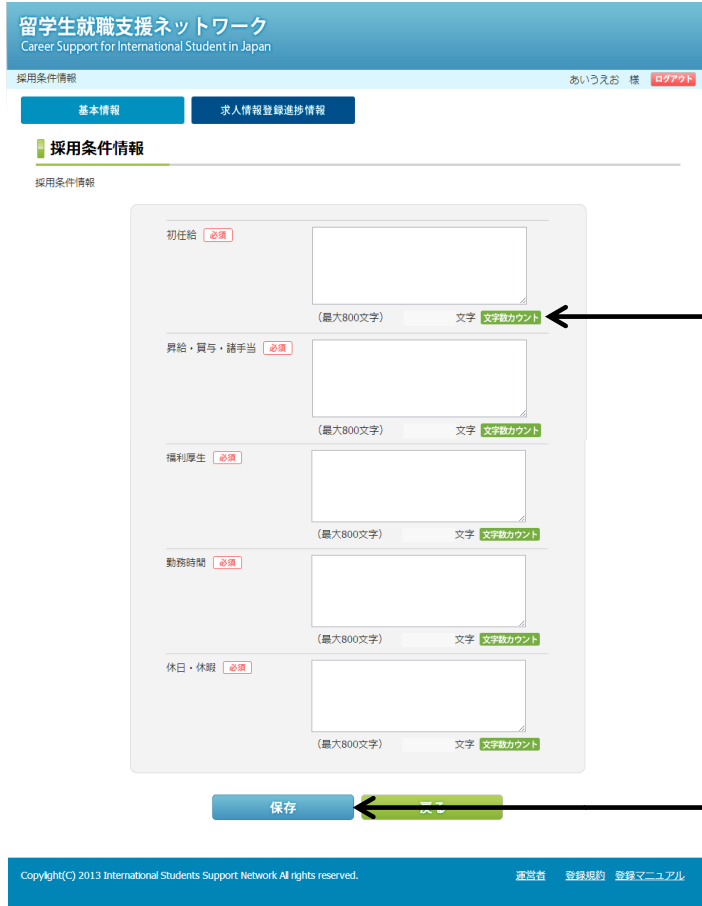 留学生就職支援ネットワーク
Career Support for International Student in Japan
採用条件情報 あいうえお 様 ログアウト
基本情報 求人情報登録進捗情報
採用条件情報
採用条件情報
初任給 必須
(最大800文字) 文字 文字数カウント
昇給・賞与・諸手当 必須
(最大800文字) 文字 文字数カウント
福利厚生 必須
(最大800文字) 文字 文字数カウント
勤務時間 必須
(最大800文字) 文字 文字数カウント
休日・休暇 必須
(最大800文字) 文字 文字数カウント
保存 戻る
Copyright(C) 2013 International Students Support Network All rights reserved. 運営者 登録規約 登録マニュアル